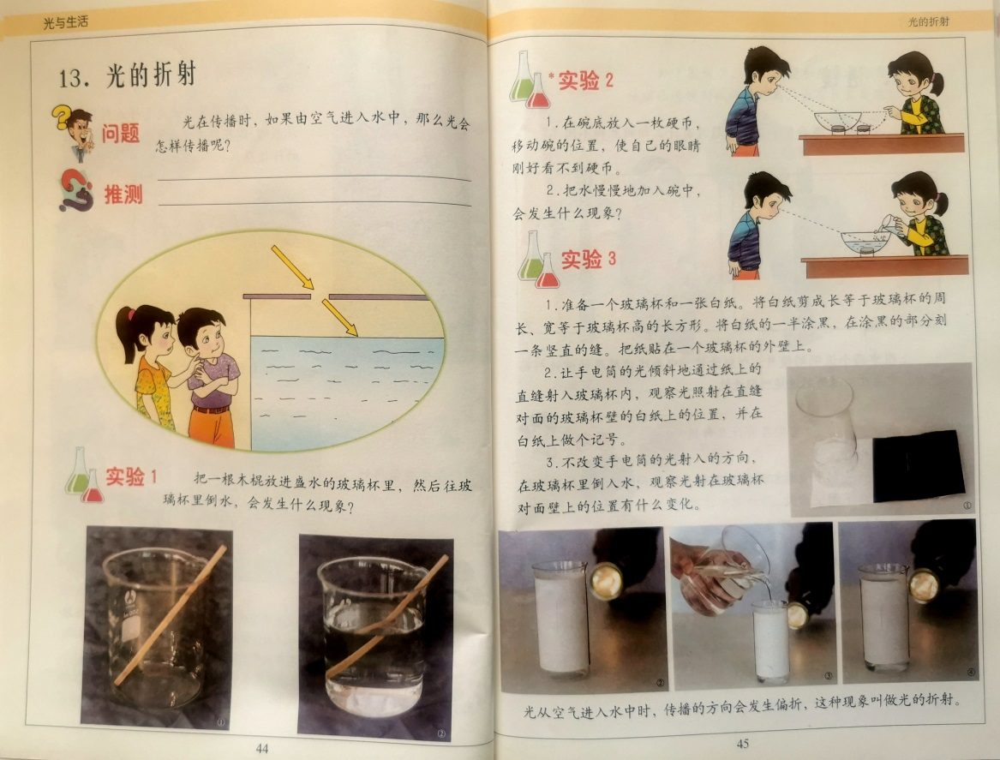 光与生活
13. 光的折射
问题
光在传播时，如果由空气进入水中，那么光会
怎样传播呢？
推测
实验1
把一根木棍放进盛水的玻璃杯里，然后往玻
璃杯里倒水，会发生什么现象？
①
②
44
光的折射
*实验2
1.在碗底放入一枚硬币，
移动碗的位置，使自己的眼睛
刚好看不到硬币。
2.把水慢慢地加入碗中，
会发生什么现象？
实验3
1.准备一个玻璃杯和一张白纸。将白纸剪成长等于玻璃杯的周
长、宽等于玻璃杯高的长方形。将白纸的一半涂黑，在涂黑的部分刻
一条竖直的缝。把纸贴在一个玻璃杯的外壁上。
2.让手电筒的光倾斜地通过纸上的
直缝射入玻璃杯内，观察光照射在直缝
对面的玻璃杯壁的白纸上的位置，并在
白纸上做个记号。
3.不改变手电筒的光射入的方向，
在玻璃杯里倒入水，观察光射在玻璃杯
对面壁上的位置有什么变化。
①
②
③
④
光从空气进入水中时，传播的方向会发生偏折，这种现象叫做光的折射。
45